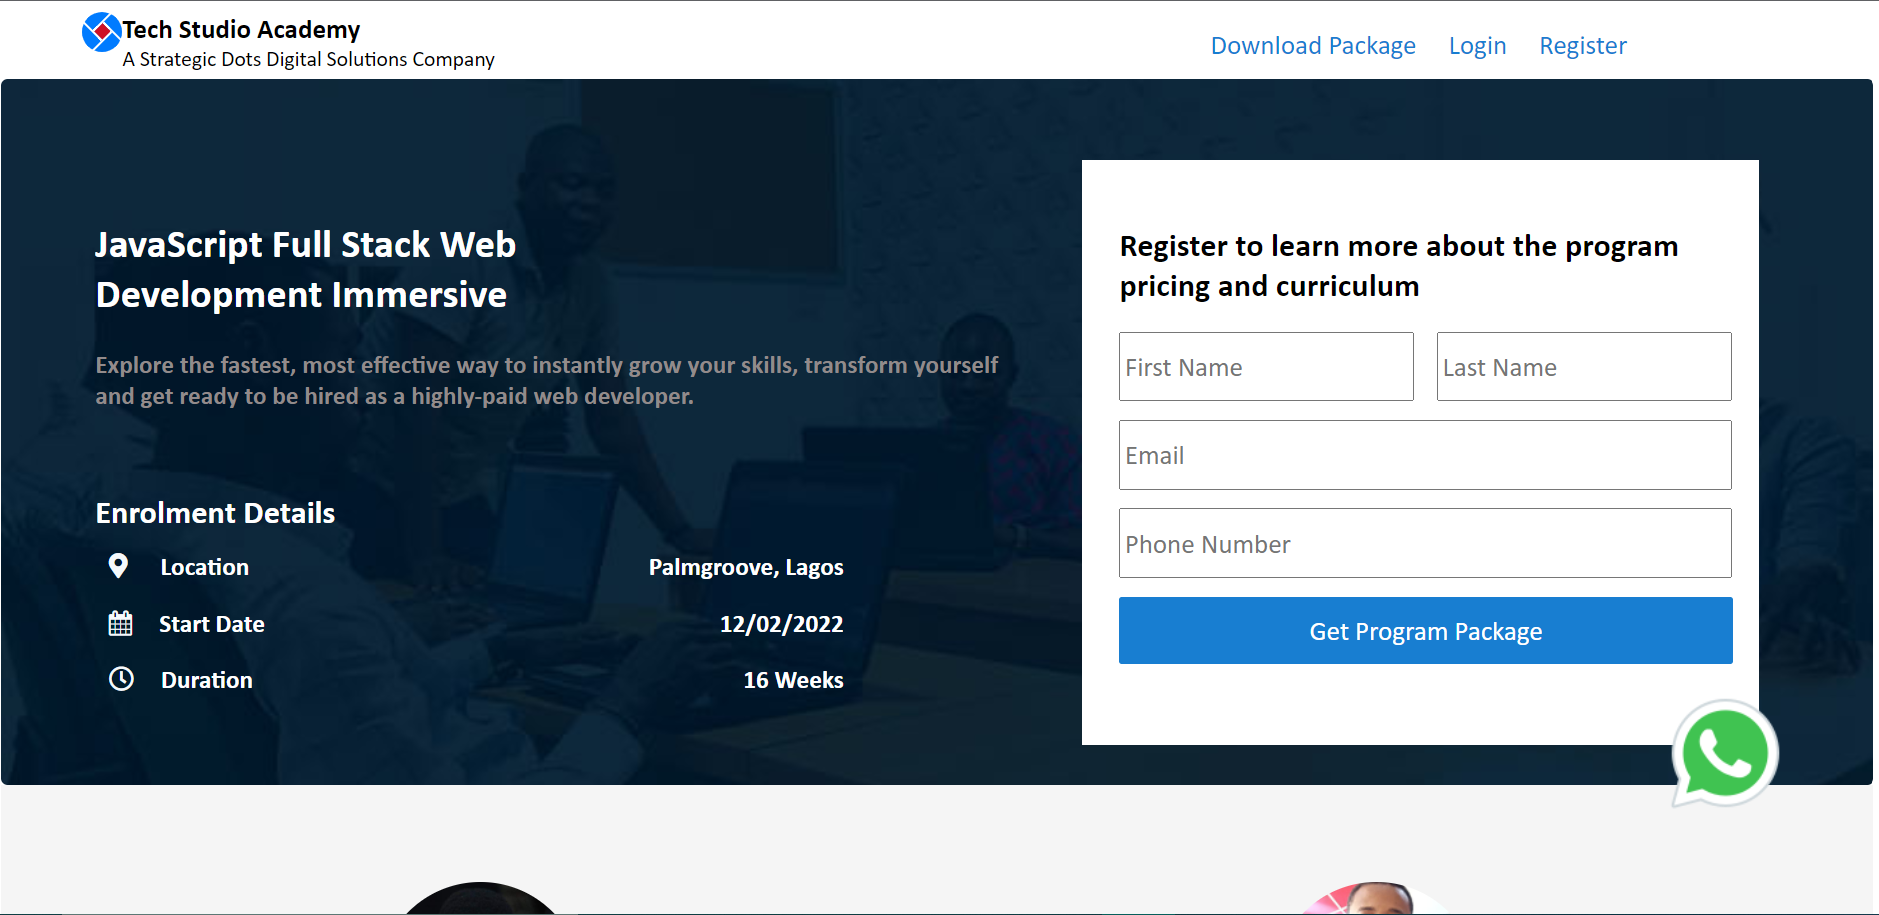 Tech Studio Academy
A Strategic Dots Digital Solutions Company
Download Package Login Register
JavaScript Full Stack Web
Development Immersive
Explore the fastest, most effective way to instantly grow your skills, transform yourself
and get ready to be hired as a highly-paid web developer.
Enrolment Details
Location Palmgroove, Lagos
Start Date 12/02/2022
Duration 16 Weeks
Register to learn more about the program
pricing and curriculum
First Name Last Name
Email
Phone Number
Get Program Package